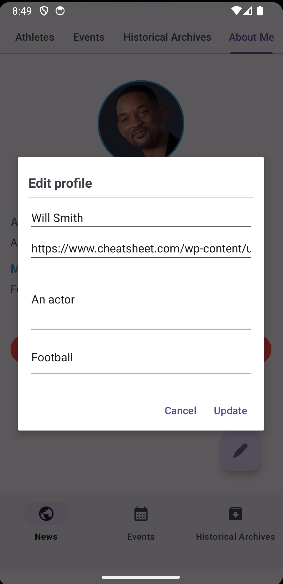 8:49
Athletes Events Historical Archives About Me
Edit profile
A
Will Smith
https://www.cheatsheet.com/wp-content/u
A
M
An actor
F
Football
Cancel Update
News Events Historical Archives